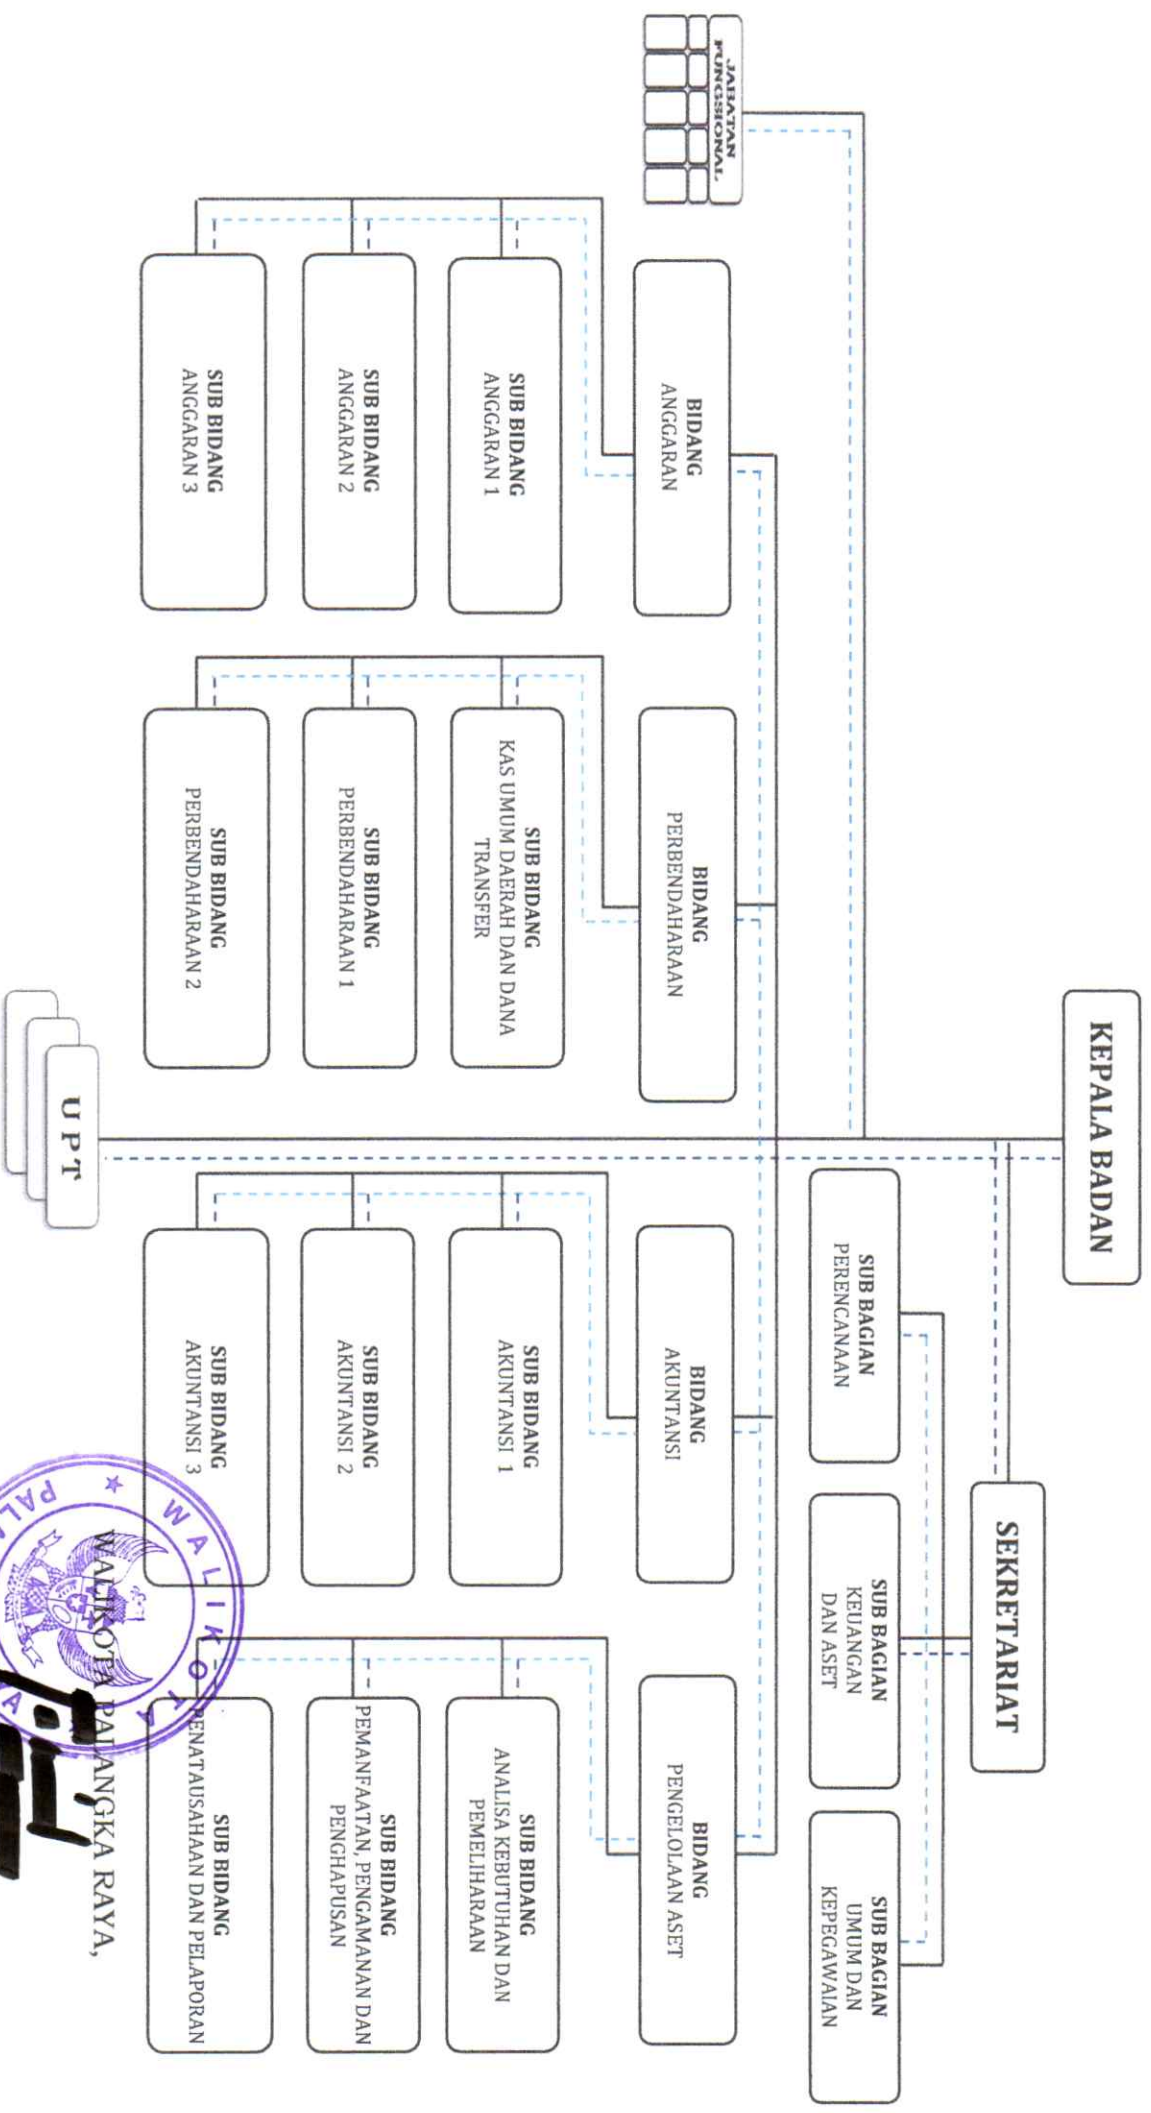 KEPALA BADAN
SEKRETARIAT
SUB BAGIAN
PERENCANAAN
SUB BAGIAN
KEUANGAN
DAN ASET
SUB BAGIAN
UMUM DAN
KEPEGAWAIAN
JABATAN
FUNGSIONAL
BIDANG
ANGGARAN
BIDANG
PERBENDAHARAAN
BIDANG
AKUNTANSI
BIDANG
PENGELOLAAN ASET
SUB BIDANG
ANGGARAN 1
SUB BIDANG
KAS UMUM DAERAH DAN DANA
TRANSFER
SUB BIDANG
AKUNTANSI 1
SUB BIDANG
ANALISA KEBUTUHAN DAN
PEMELIHARAAN
SUB BIDANG
ANGGARAN 2
SUB BIDANG
PERBENDAHARAAN 1
SUB BIDANG
AKUNTANSI 2
SUB BIDANG
PEMANFAATAN, PENGAMANAN DAN
PENGHAPUSAN
SUB BIDANG
ANGGARAN 3
SUB BIDANG
PERBENDAHARAAN 2
SUB BIDANG
AKUNTANSI 3
SUB BIDANG
PENATAUSAHAAN DAN PELAPORAN
U P T
WALIKOTA PALANGKA RAYA,
WALIKOTA